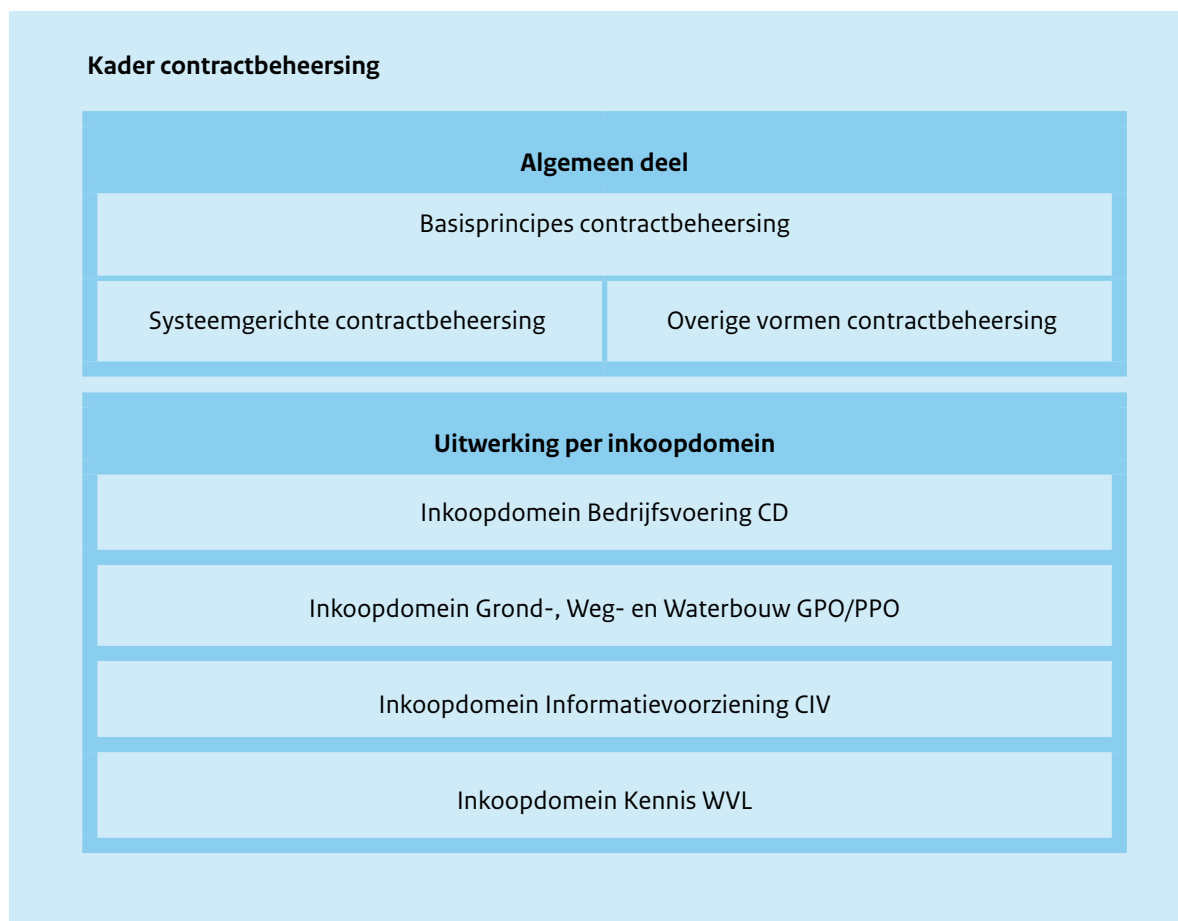 Kader contractbeheersing
Algemeen deel
Basisprincipes contractbeheersing
Systeemgerichte contractbeheersing
Overige vormen contractbeheersing
Uitwerking per inkoopdomein
Inkoopdomein Bedrijfsvoering CD
Inkoopdomein Grond-, Weg- en Waterbouw GPO/PPO
Inkoopdomein Informatievoorziening CIV
Inkoopdomein Kennis WVL